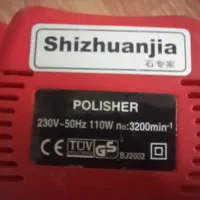 Shizhuanjia
石专家
POLISHER
230V~50Hz 110W n₀:3200min⁻¹
CE TÜV GS
SJ2002